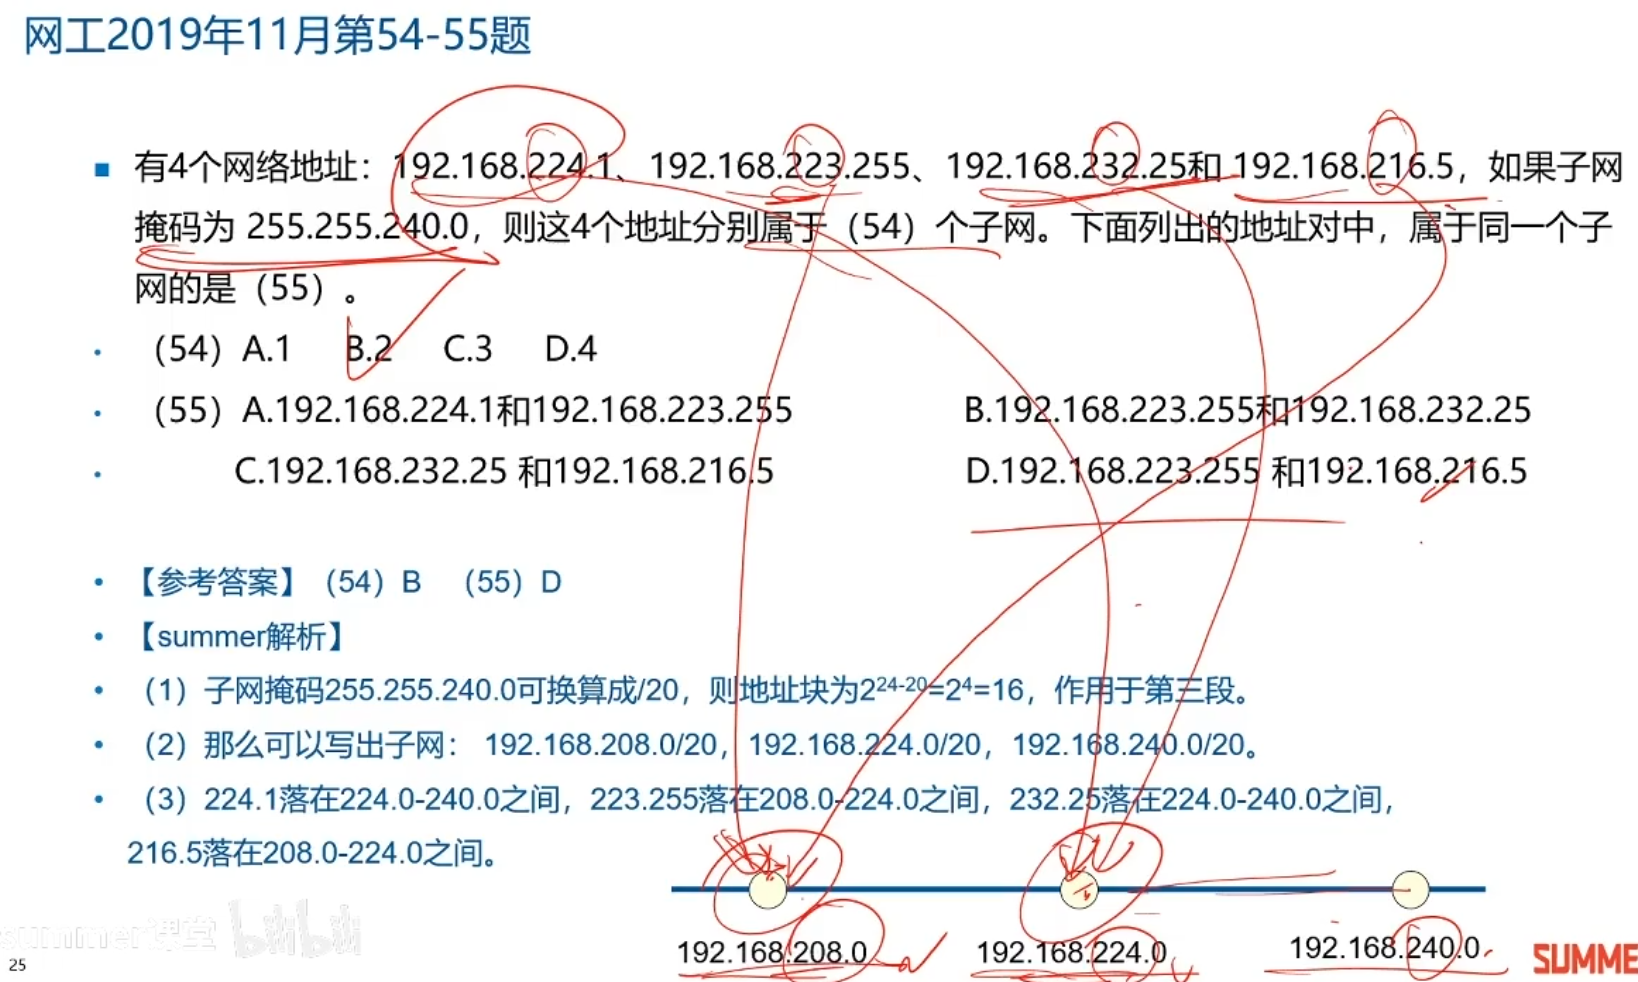 网工2019年11月第54-55题
有4个网络地址：192.168.224.1、192.168.223.255、192.168.232.25和 192.168.216.5，如果子网
掩码为 255.255.240.0，则这4个地址分别属于（54）个子网。下面列出的地址对中，属于同一个子
网的是（55）。
（54）A.1 B.2 C.3 D.4
（55）A.192.168.224.1和192.168.223.255 B.192.168.223.255和192.168.232.25
C.192.168.232.25 和192.168.216.5 D.192.168.223.255 和192.168.216.5
【参考答案】（54）B （55）D
【summer解析】
（1）子网掩码255.255.240.0可换算成/20，则地址块为2²⁴⁻²⁰=2⁴=16，作用于第三段。
（2）那么可以写出子网： 192.168.208.0/20，192.168.224.0/20，192.168.240.0/20。
（3）224.1落在224.0-240.0之间，223.255落在208.0-224.0之间，232.25落在224.0-240.0之间，
216.5落在208.0-224.0之间。
192.168.208.0 192.168.224.0 192.168.240.0
summer课堂 bilibili
25
SUMME